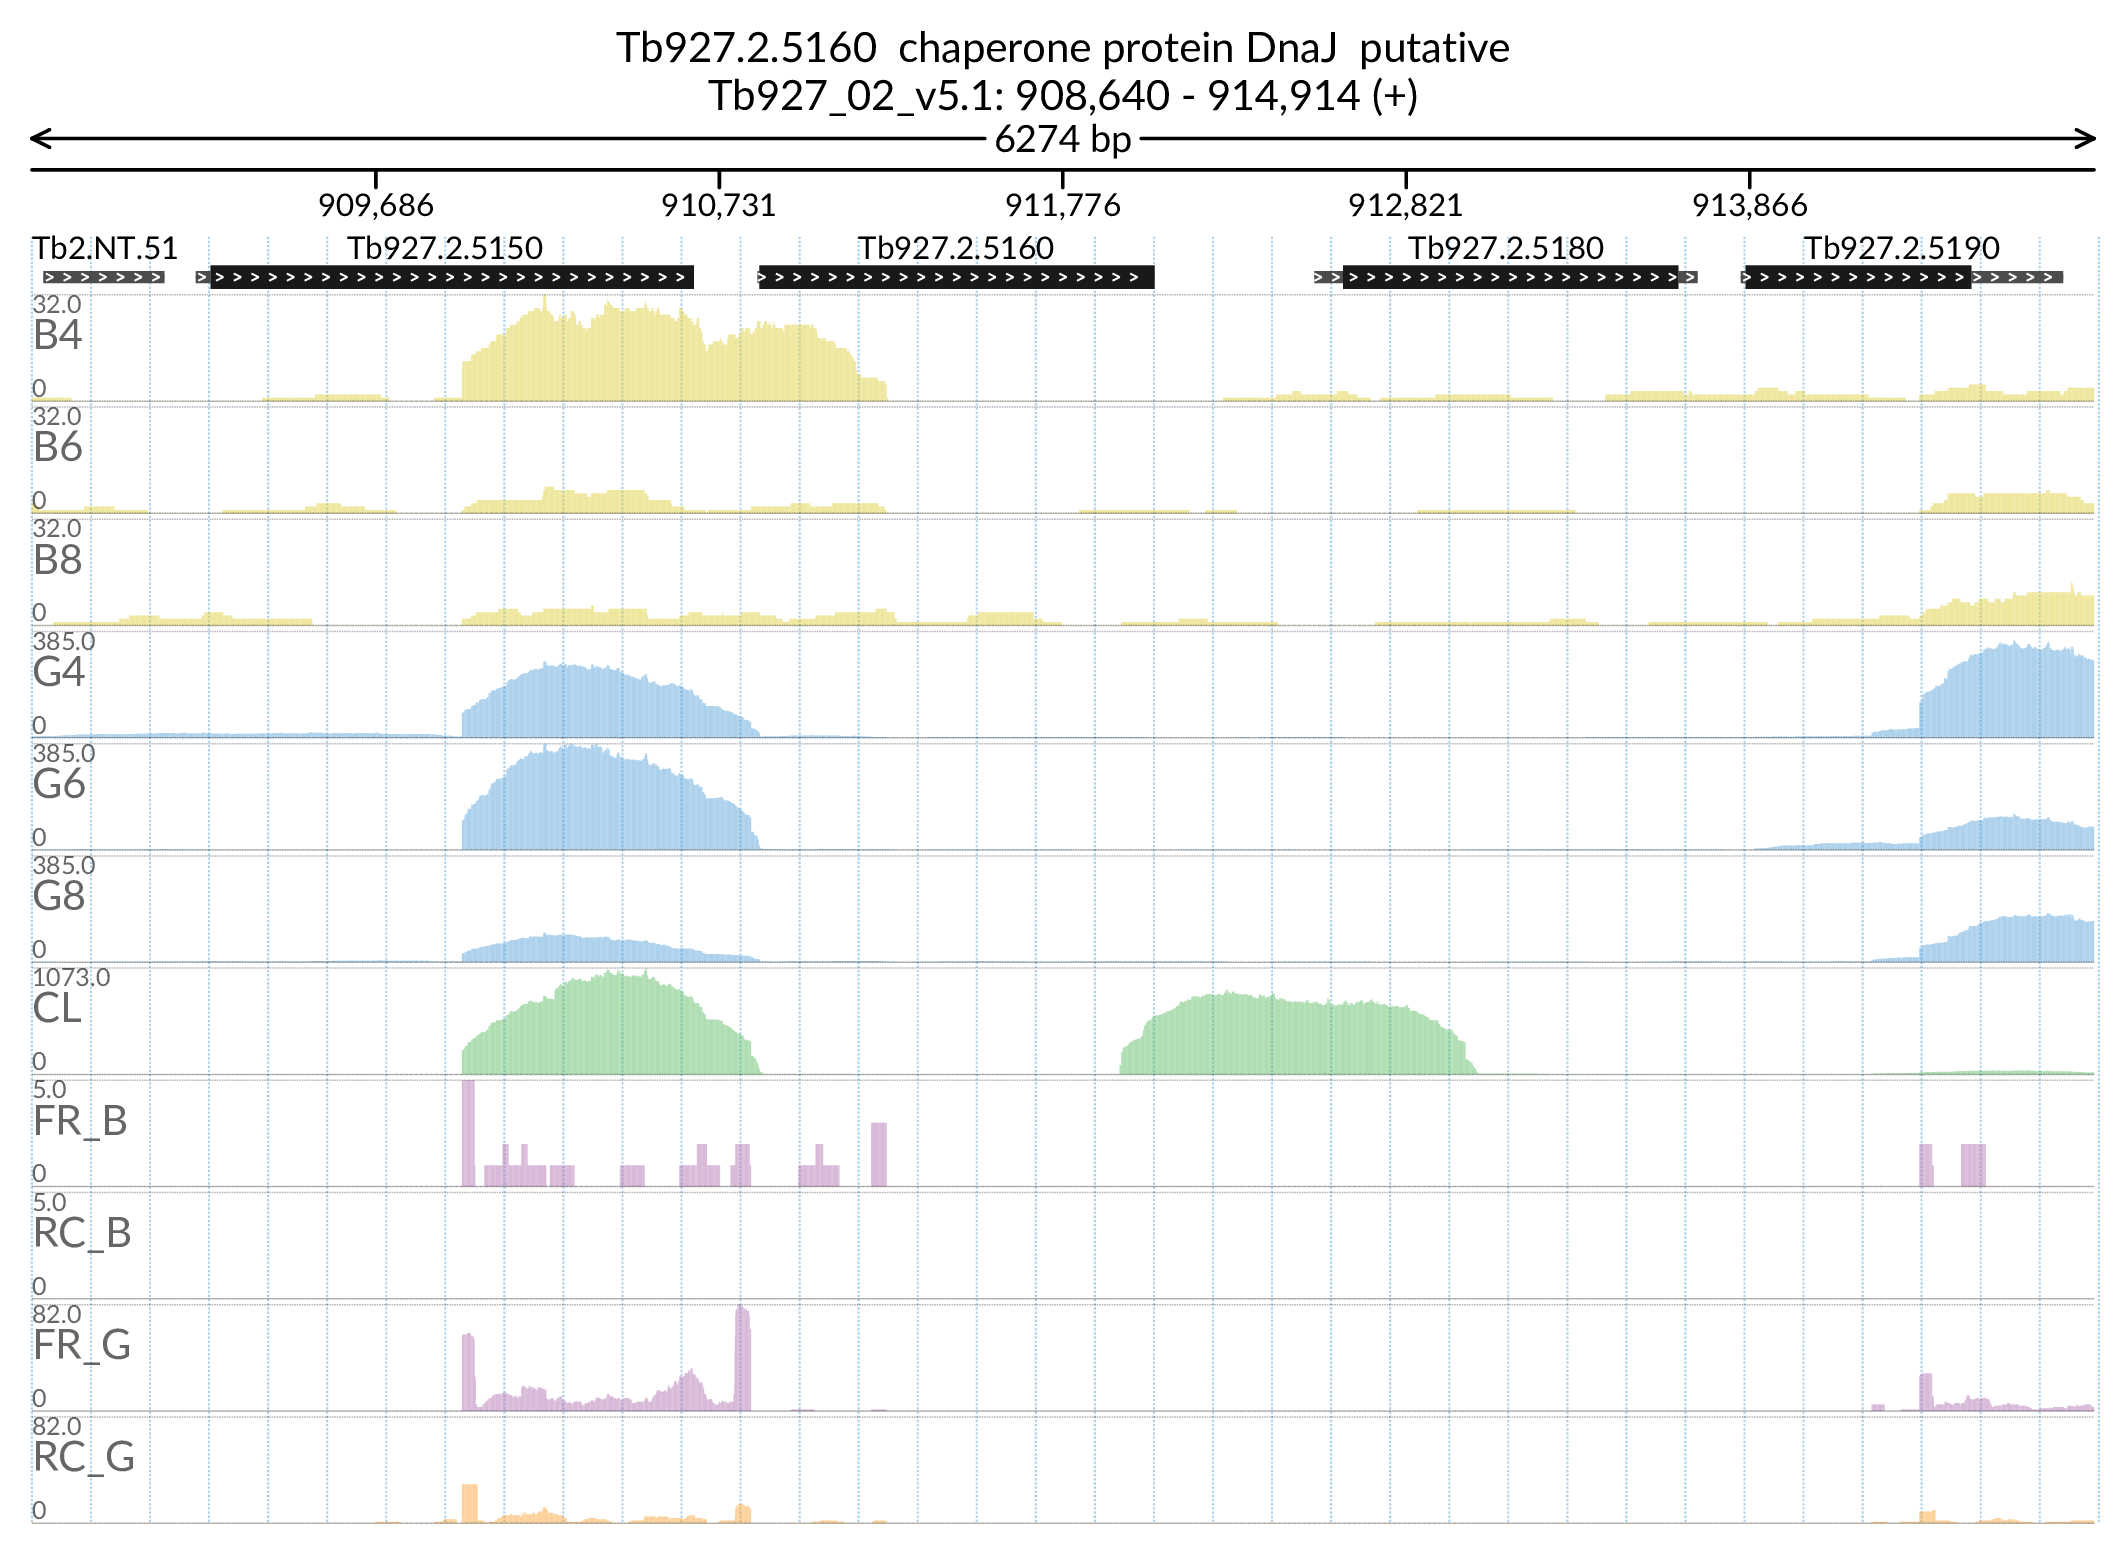 Tb927.2.5160 chaperone protein DnaJ putative
Tb927_02_v5.1: 908,640 - 914,914 (+)
6274 bp
909,686 910,731 911,776 912,821 913,866
Tb2.NT.51 Tb927.2.5150 Tb927.2.5160 Tb927.2.5180 Tb927.2.5190
32.0
B4
0
32.0
B6
0
32.0
B8
0
385.0
G4
0
385.0
G6
0
385.0
G8
0
1073.0
CL
0
5.0
FR_B
0
5.0
RC_B
0
82.0
FR_G
0
82.0
RC_G
0